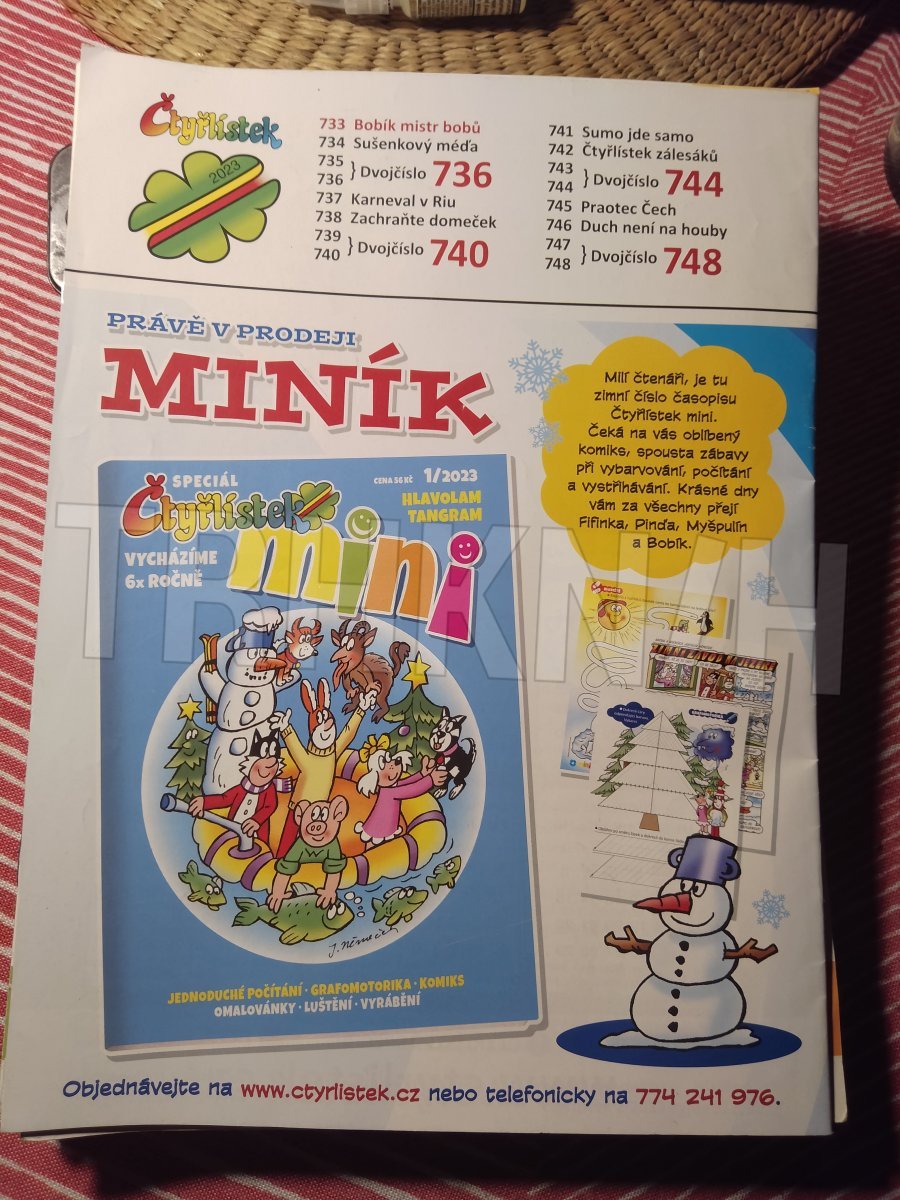 Čtyřlístek
2023
733 Bobík mistr bobů
734 Sušenkový méďa
735
736 } Dvojčíslo 736
737 Karneval v Riu
738 Zachraňte domeček
739
740 } Dvojčíslo 740
741 Sumo jde samo
742 Čtyřlístek zálesáků
743
744 } Dvojčíslo 744
745 Praotec Čech
746 Duch není na houby
747
748 } Dvojčíslo 748
PRÁVĚ V PRODEJI
MINÍK
Milí čtenáři, je tu
zimní číslo časopisu
Čtyřlístek mini.
Čeká na vás oblíbený
komiks, spousta zábavy
při vybarvování, počítání
a vystřihávání. Krásné dny
vám za všechny přejí
Fifinka, Pinďa, Myšpulín
a Bobík.
SPECIÁL
CENA 56 KČ 1/2023
Čtyřlístek
mini
HLAVOLAM
TANGRAM
VYCHÁZÍME
6x ROČNĚ
J. Němeček
JEDNODUCHÉ POČÍTÁNÍ · GRAFOMOTORIKA · KOMIKS
OMALOVÁNKY · LUŠTĚNÍ · VYRÁBĚNÍ
Objednávejte na www.ctyrlistek.cz nebo telefonicky na 774 241 976.